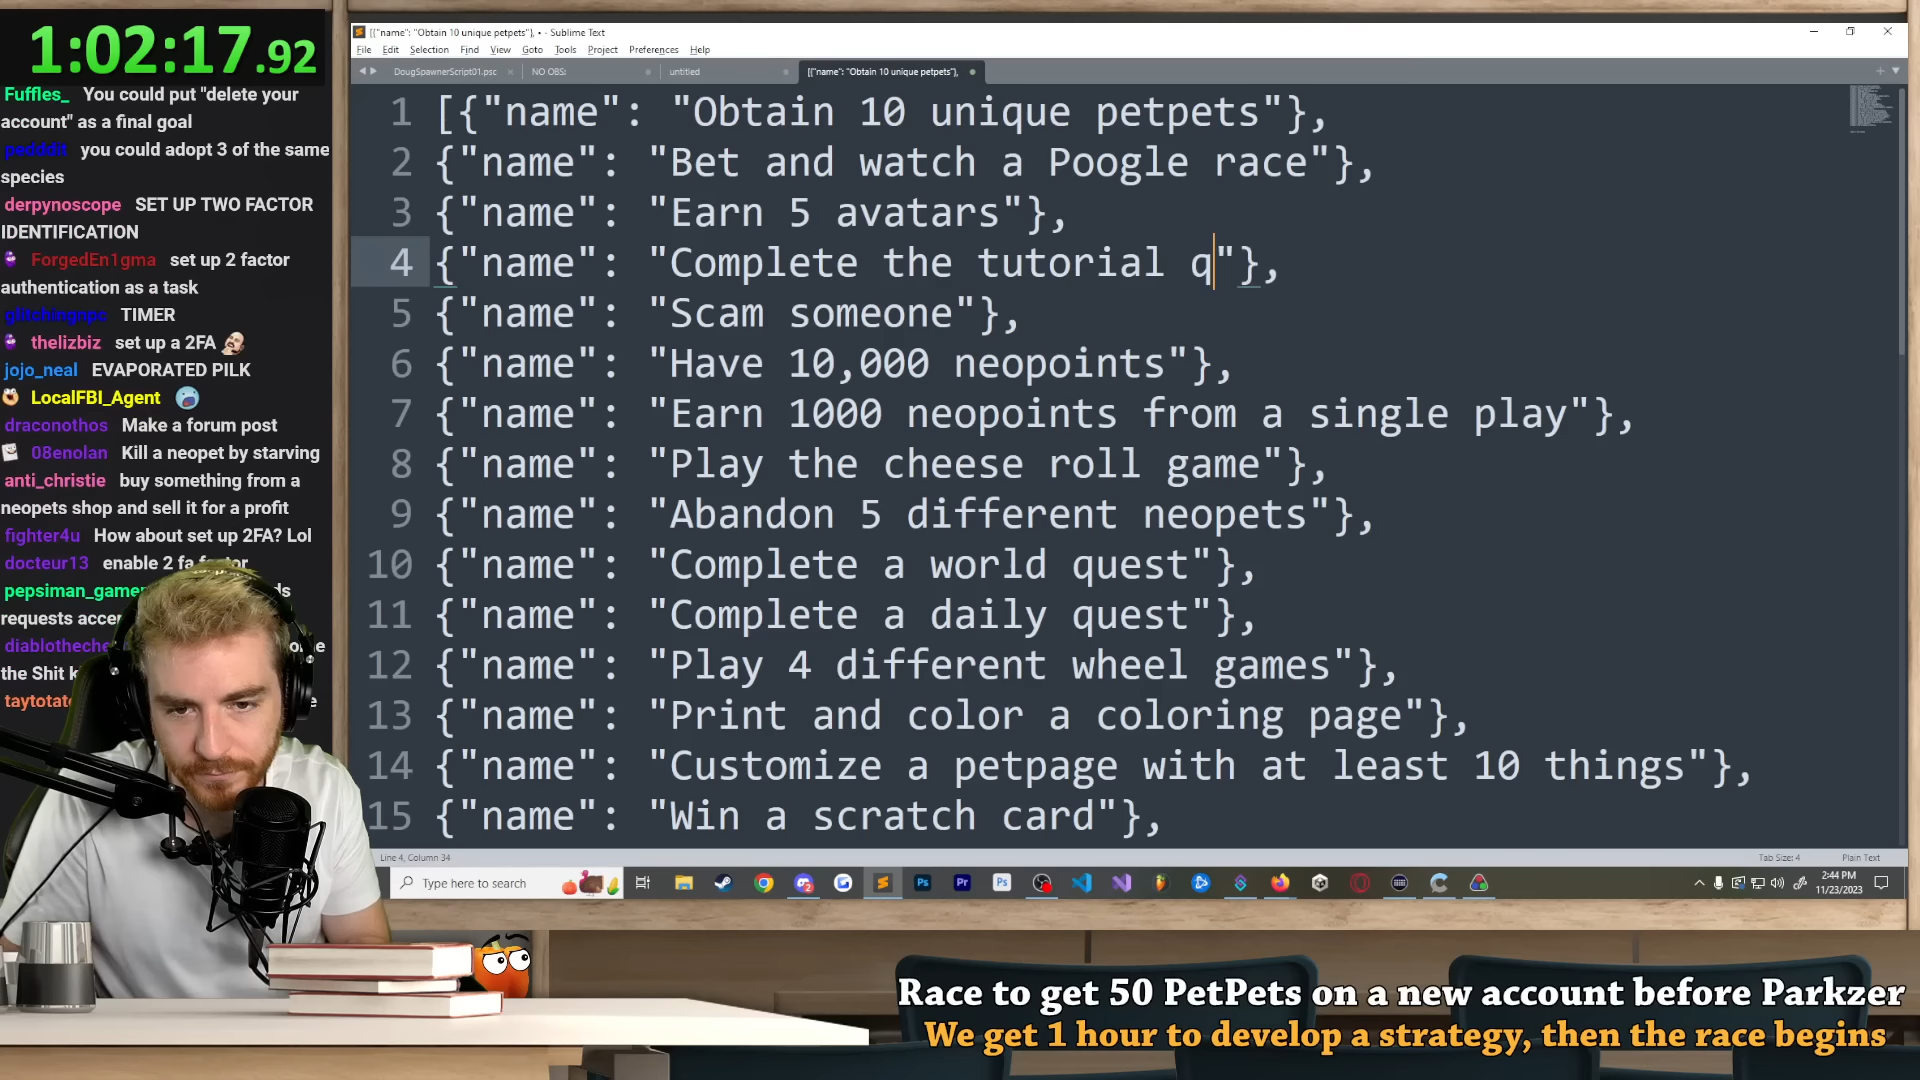 1:02:17.92
Fuffles_ You could put "delete your
account" as a final goal
pedddit you could adopt 3 of the same
species
derpynoscope SET UP TWO FACTOR
IDENTIFICATION
ForgedEn1gma set up 2 factor
authentication as a task
glitchingnpc TIMER
thelizbiz set up a 2FA
jojo_neal EVAPORATED PILK
LocalFBI_Agent
draconothos Make a forum post
08enolan Kill a neopet by starving
anti_christie buy something from a
neopets shop and sell it for a profit
fighter4u How about set up 2FA? Lol
docteur13 enable 2 fa factor
pepsiman_gamer
requests
the Shit
[{"name": "Obtain 10 unique petpets"}, • - Sublime Text
File Edit Selection Find View Goto Tools Project Preferences Help
DougSpawnerScript01.psc × NO OBS: untitled [{"name": "Obtain 10 unique petpets"},
1 [{"name": "Obtain 10 unique petpets"},
2 {"name": "Bet and watch a Poogle race"},
3 {"name": "Earn 5 avatars"},
4 {"name": "Complete the tutorial q"},
5 {"name": "Scam someone"},
6 {"name": "Have 10,000 neopoints"},
7 {"name": "Earn 1000 neopoints from a single play"},
8 {"name": "Play the cheese roll game"},
9 {"name": "Abandon 5 different neopets"},
10 {"name": "Complete a world quest"},
11 {"name": "Complete a daily quest"},
12 {"name": "Play 4 different wheel games"},
13 {"name": "Print and color a coloring page"},
14 {"name": "Customize a petpage with at least 10 things"},
15 {"name": "Win a scratch card"},
Line 4, Column 34 Tab Size: 4 Plain Text
Type here to search
Ps Pr Ps
2:44 PM
11/23/2023
Race to get 50 PetPets on a new account before Parkzer
We get 1 hour to develop a strategy, then the race begins